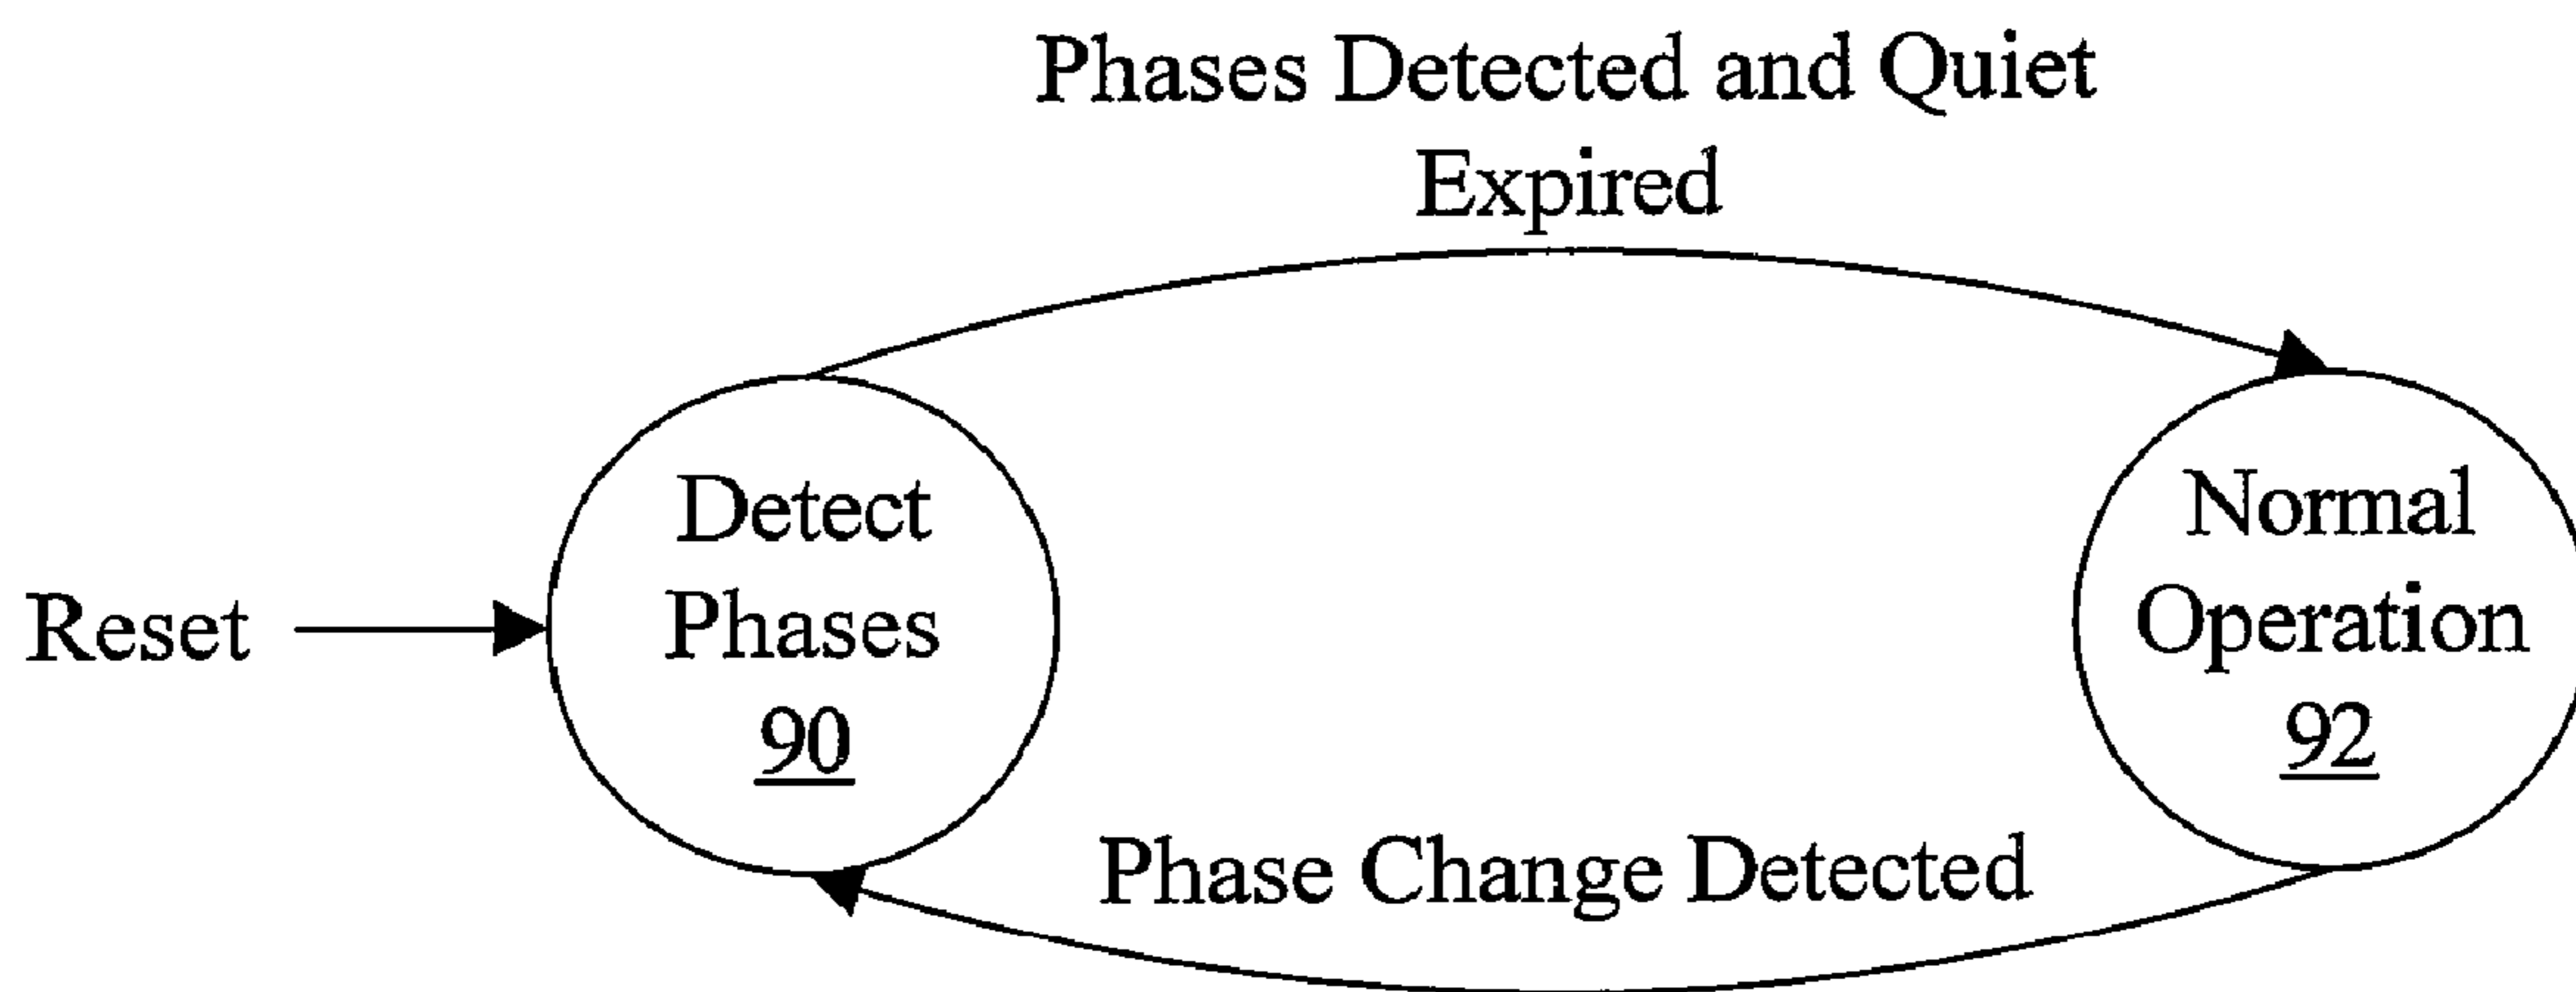 Phases Detected and Quiet
Expired
Reset
Detect
Phases
90
Normal
Operation
92
Phase Change Detected